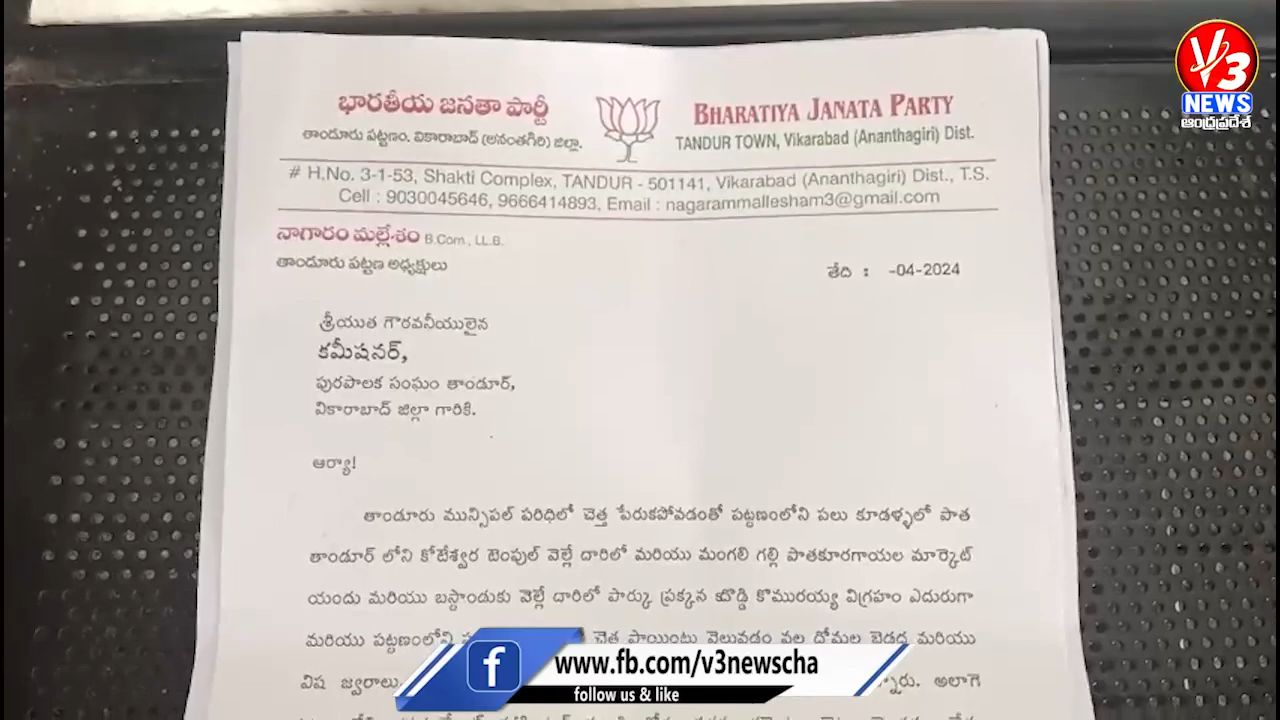 V3
NEWS
ఆంధ్రప్రదేశ్
భారతీయ జనతా పార్టీ
తాండూరు పట్టణం, వికారాబాద్ (అనంతగిరి) జిల్లా.
BHARATIYA JANATA PARTY
TANDUR TOWN, Vikarabad (Ananthagiri) Dist.
# H.No. 3-1-53, Shakti Complex, TANDUR - 501141, Vikarabad (Ananthagiri) Dist., T.S.
Cell : 9030045646, 9666414893, Email : nagarammallesham3@gmail.com
నాగారం మల్లేశం B.Com., LL.B.
తాండూరు పట్టణ అధ్యక్షులు
తేది : -04-2024
శ్రీయుత గౌరవనీయులైన
కమీషనర్,
పురపాలక సంఘం తాండూర్,
వికారాబాద్ జిల్లా గారికి.
ఆర్యా!
తాండూరు మున్సిపల్ పరిధిలో చెత్త పేరుకపోవడంతో పట్టణంలోని పలు కూడళ్ళలో పాత
తాండూర్ లోని కోటేశ్వర టెంపుల్ వెల్లే దారిలో మరియు మంగలి గల్లి పాతకూరగాయల మార్కెట్
యందు మరియు బస్టాండుకు వెల్లే దారిలో పార్కు ప్రక్కన దొడ్డి కొమురయ్య విగ్రహం ఎదురుగా
మరియు పట్టణంలోని చెత్త పాయింటు వెలువడం వల దోమల బెడద మరియు
విష జ్వరాలు, అలాగె
www.fb.com/v3newscha
follow us & like